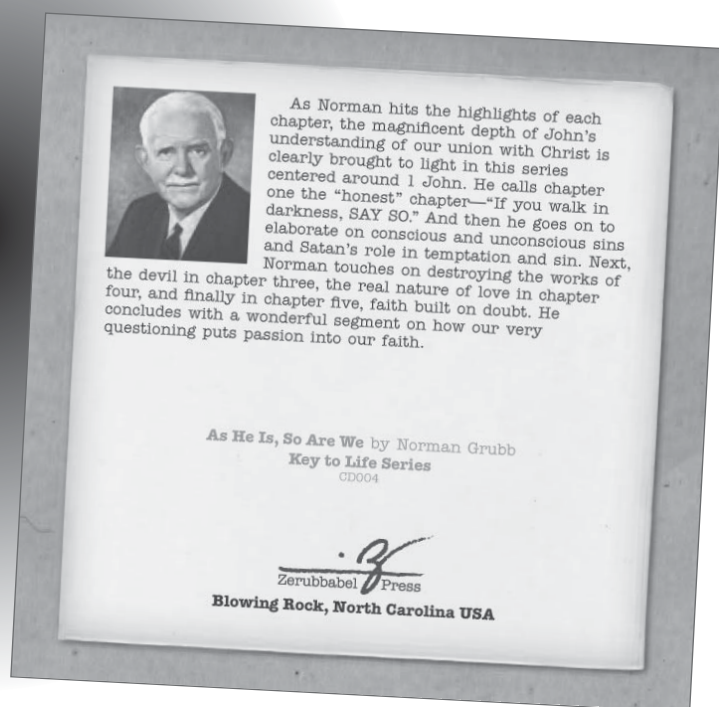 As Norman hits the highlights of each
chapter, the magnificent depth of John's
understanding of our union with Christ is
clearly brought to light in this series
centered around 1 John. He calls chapter
one the “honest” chapter—“If you walk in
darkness, SAY SO.” And then he goes on to
elaborate on conscious and unconscious sins
and Satan's role in temptation and sin. Next,
Norman touches on destroying the works of
the devil in chapter three, the real nature of love in chapter
four, and finally in chapter five, faith built on doubt. He
concludes with a wonderful segment on how our very
questioning puts passion into our faith.
As He Is, So Are We by Norman Grubb
Key to Life Series
CD004
Zerubbabel Press
Blowing Rock, North Carolina USA